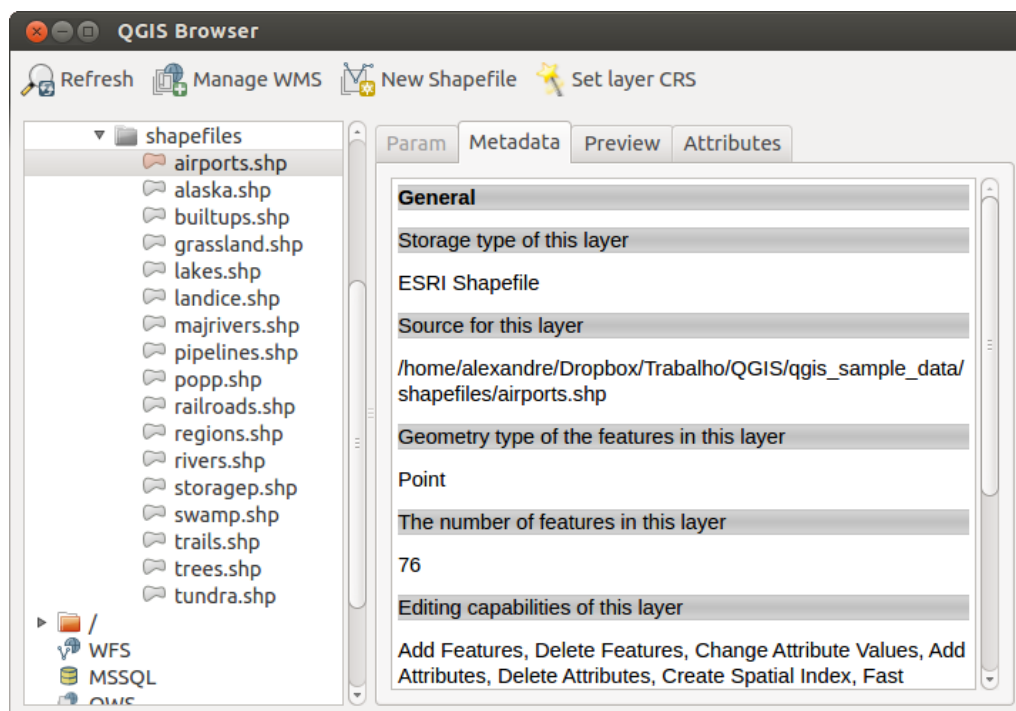 QGIS Browser
Refresh Manage WMS New Shapefile Set layer CRS
shapefiles
airports.shp
alaska.shp
builtups.shp
grassland.shp
lakes.shp
landice.shp
majrivers.shp
pipelines.shp
popp.shp
railroads.shp
regions.shp
rivers.shp
storagep.shp
swamp.shp
trails.shp
trees.shp
tundra.shp
/
WFS
MSSQL
OWS
Param Metadata Preview Attributes
General
Storage type of this layer
ESRI Shapefile
Source for this layer
/home/alexandre/Dropbox/Trabalho/QGIS/qgis_sample_data/
shapefiles/airports.shp
Geometry type of the features in this layer
Point
The number of features in this layer
76
Editing capabilities of this layer
Add Features, Delete Features, Change Attribute Values, Add
Attributes, Delete Attributes, Create Spatial Index, Fast